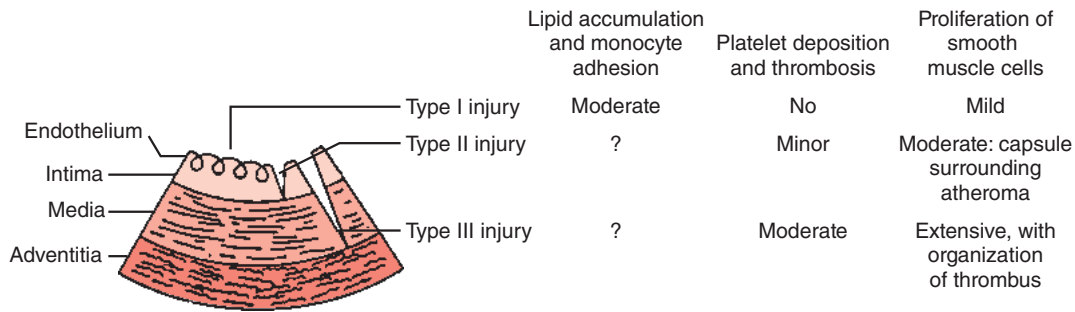 Lipid accumulation
and monocyte
adhesion
Platelet deposition
and thrombosis
Proliferation of
smooth
muscle cells
Endothelium
Intima
Media
Adventitia
Type I injury Moderate No Mild
Type II injury ? Minor Moderate: capsule
surrounding
atheroma
Type III injury ? Moderate Extensive, with
organization
of thrombus